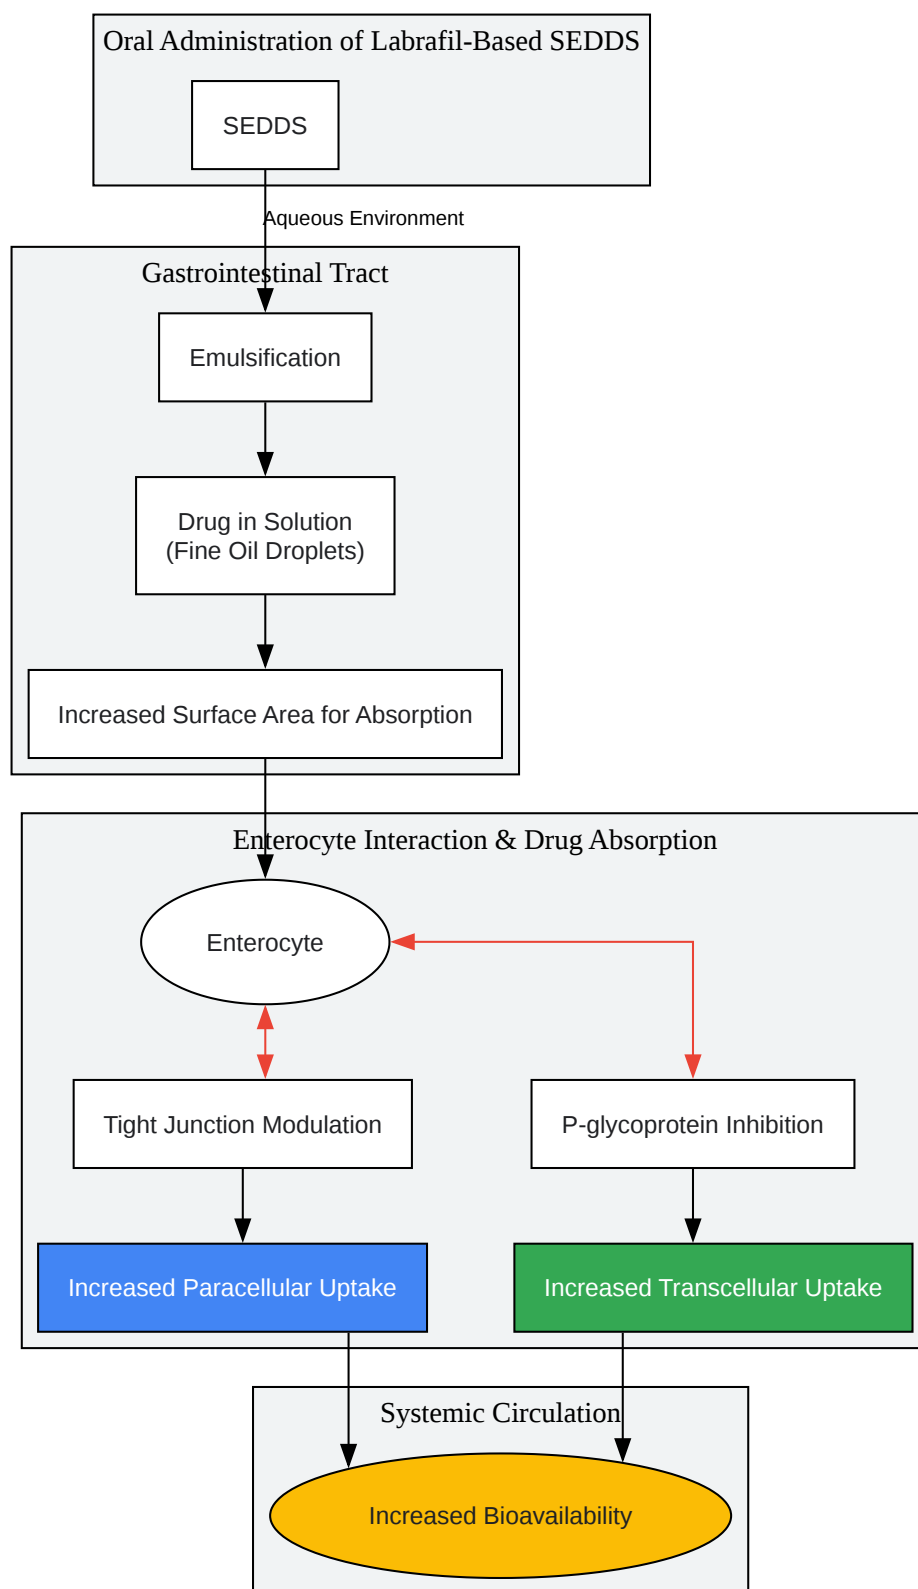 Oral Administration of Labrafil-Based SEDDS
SEDDS
Aqueous Environment
Gastrointestinal Tract
Emulsification
Drug in Solution
(Fine Oil Droplets)
Increased Surface Area for Absorption
Enterocyte Interaction & Drug Absorption
Enterocyte
Tight Junction Modulation
P-glycoprotein Inhibition
Increased Paracellular Uptake
Increased Transcellular Uptake
Systemic Circulation
Increased Bioavailability